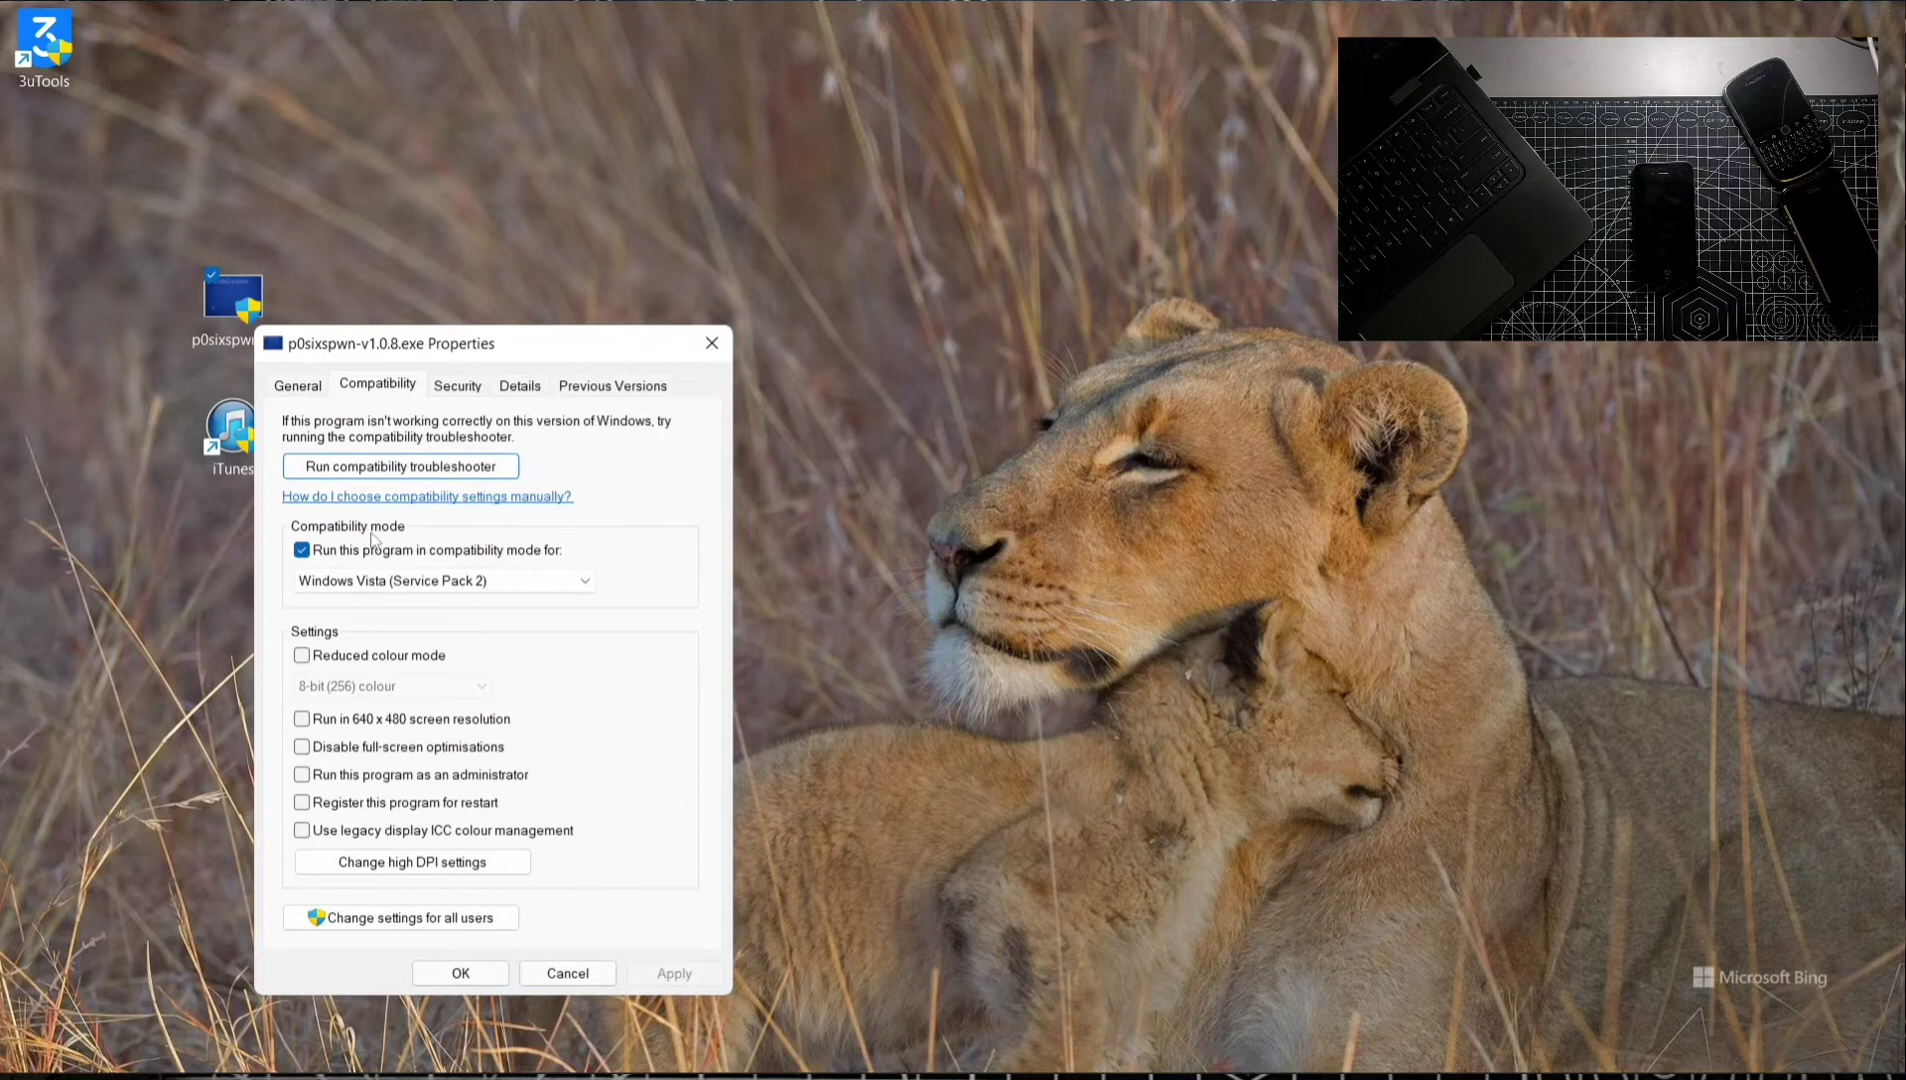 3uTools
p0sixspwn
iTunes
p0sixspwn-v1.0.8.exe Properties
General
Compatibility
Security
Details
Previous Versions
If this program isn't working correctly on this version of Windows, try
running the compatibility troubleshooter.
Run compatibility troubleshooter
How do I choose compatibility settings manually?
Compatibility mode
Run this program in compatibility mode for:
Windows Vista (Service Pack 2)
Settings
Reduced colour mode
8-bit (256) colour
Run in 640 x 480 screen resolution
Disable full-screen optimisations
Run this program as an administrator
Register this program for restart
Use legacy display ICC colour management
Change high DPI settings
Change settings for all users
OK
Cancel
Apply
Microsoft Bing